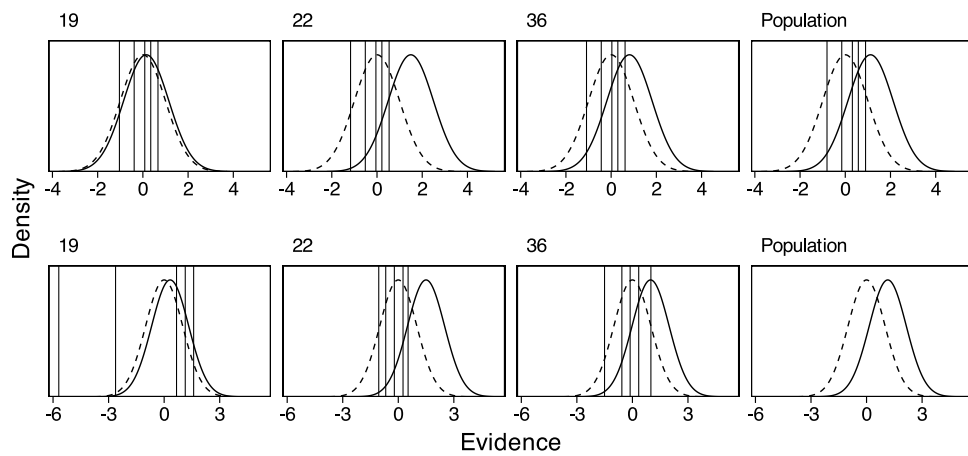 19 22 36 Population
-4 -2 0 2 4 -4 -2 0 2 4 -4 -2 0 2 4 -4 -2 0 2 4
Density
19 22 36 Population
-6 -3 0 3 -6 -3 0 3 -6 -3 0 3 -6 -3 0 3
Evidence